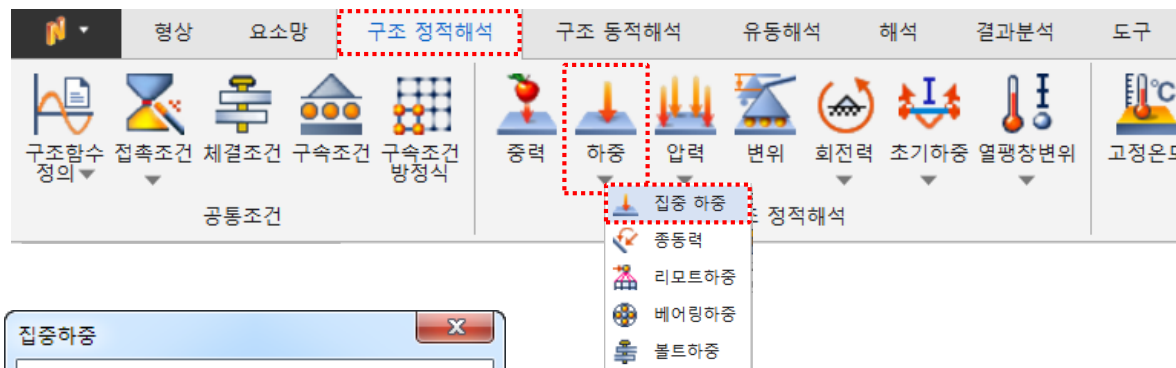 형상 요소망 구조 정적해석 구조 동적해석 유동해석 해석 결과분석 도구
구조함수 정의 접촉조건 체결조건 구속조건 구속조건 방정식 중력 하중 압력 변위 회전력 초기하중 열팽창변위 고정온도
공통조건 정적해석
집중 하중
종동력
리모트하중
베어링하중
볼트하중
집중하중